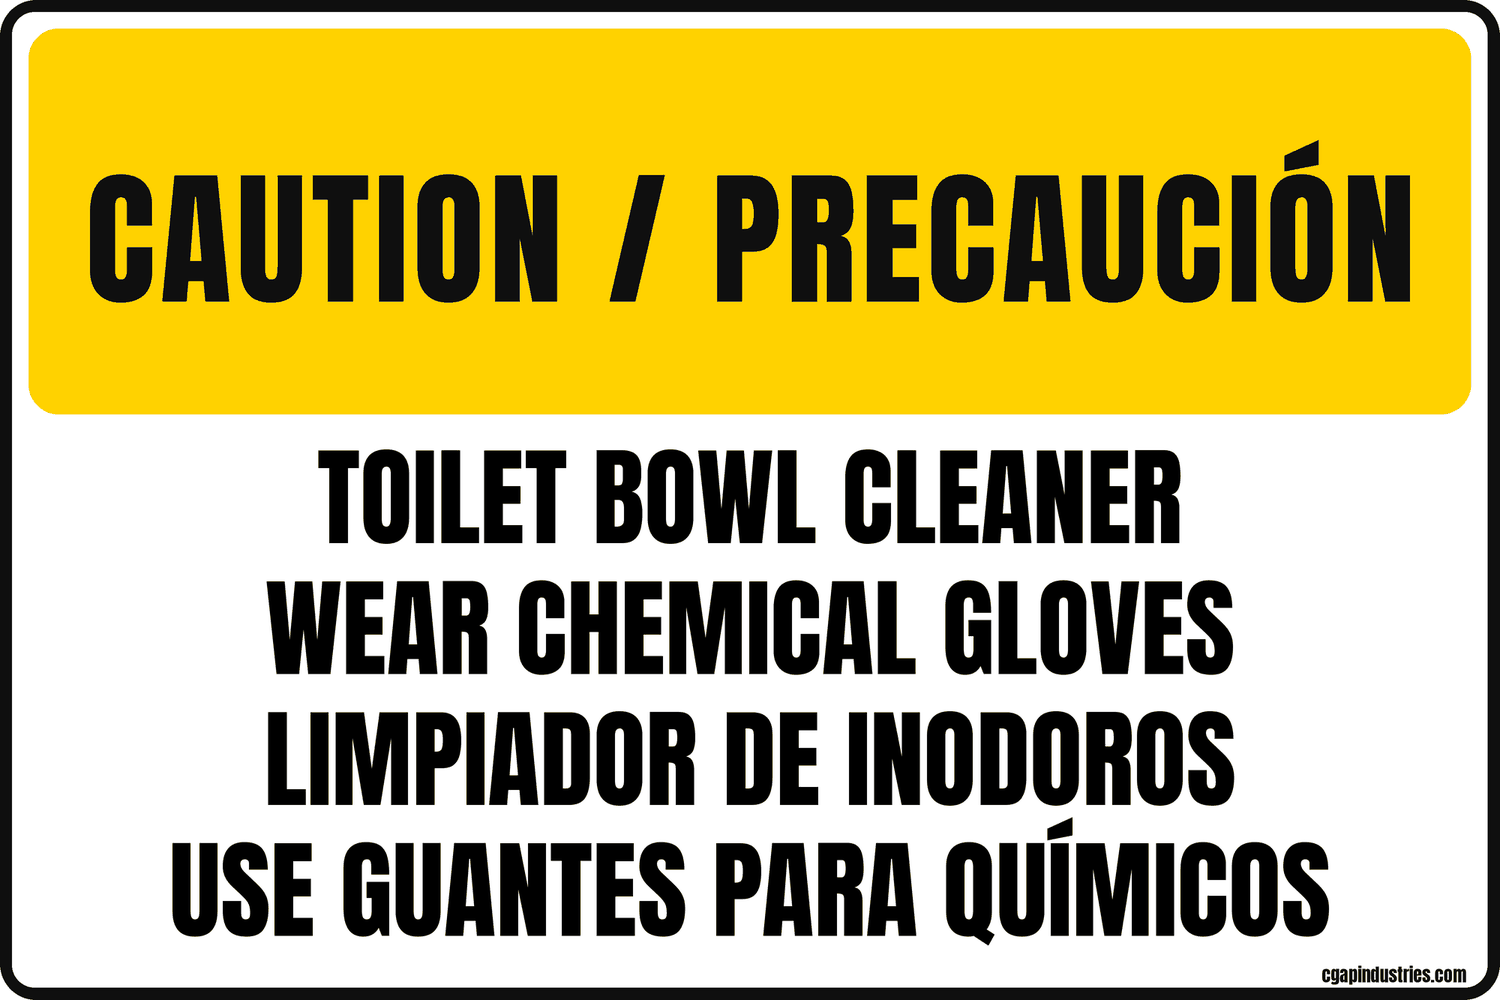 CAUTION / PRECAUCIÓN
TOILET BOWL CLEANER
WEAR CHEMICAL GLOVES
LIMPIADOR DE INODOROS
USE GUANTES PARA QUÍMICOS
cgapindustries.com